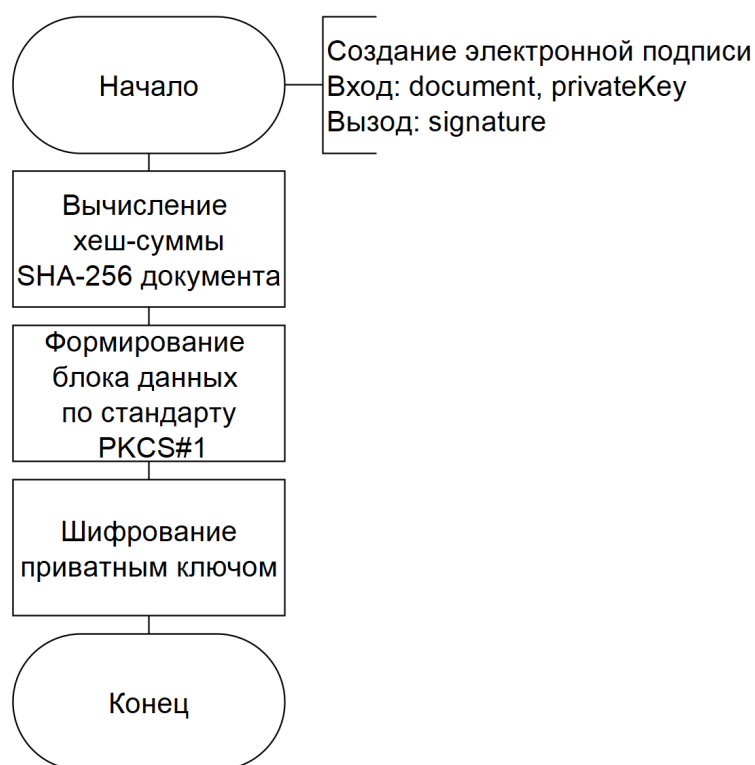 Начало
Создание электронной подписи
Вход: document, privateKey
Вызод: signature
Вычисление
хеш-суммы
SHA-256 документа
Формирование
блока данных
по стандарту
PKCS#1
Шифрование
приватным ключом
Конец